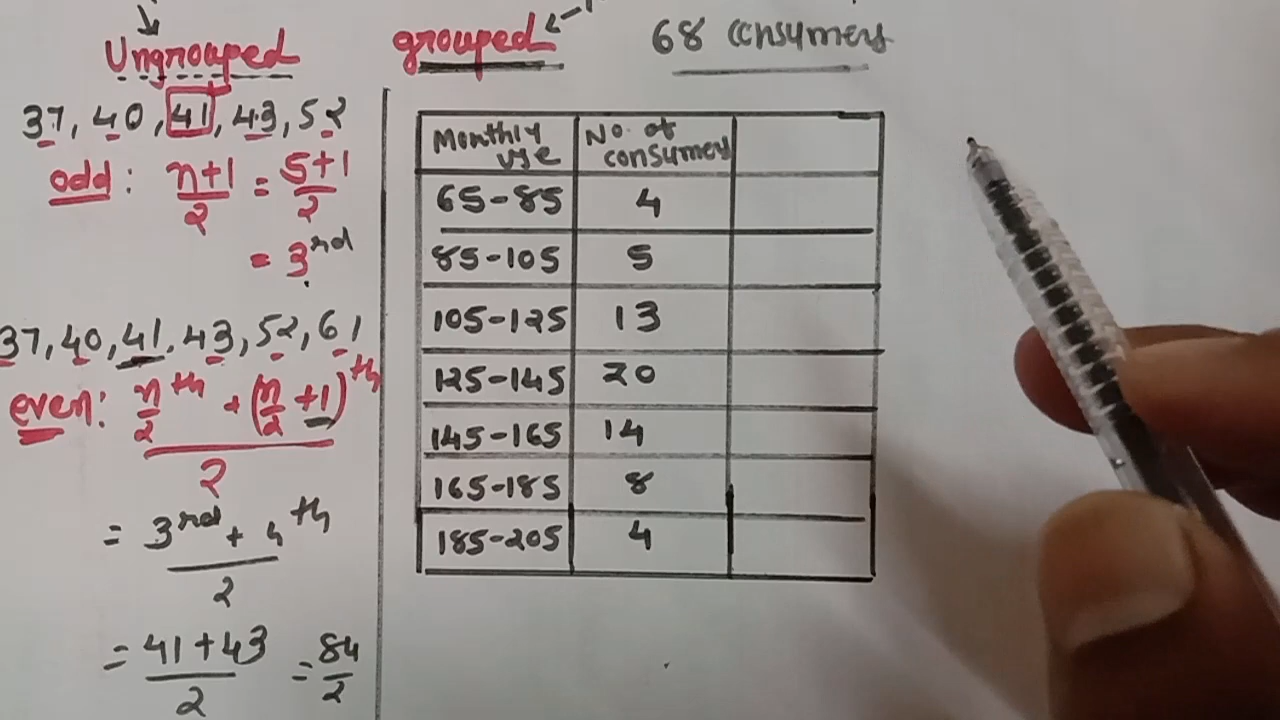 Ungrouped
37, 40, 41, 43, 52
odd: n+1/2 = 5+1/2
= 3rd
37, 40, 41, 43, 52, 61
even: n/2 th + (n/2 + 1)th / 2
= 3rd + 4th / 2
= 41+43/2 = 84/2
grouped
68 consumers
Monthly use No. of consumers
65-85 4
85-105 5
105-125 13
125-145 20
145-165 14
165-185 8
185-205 4